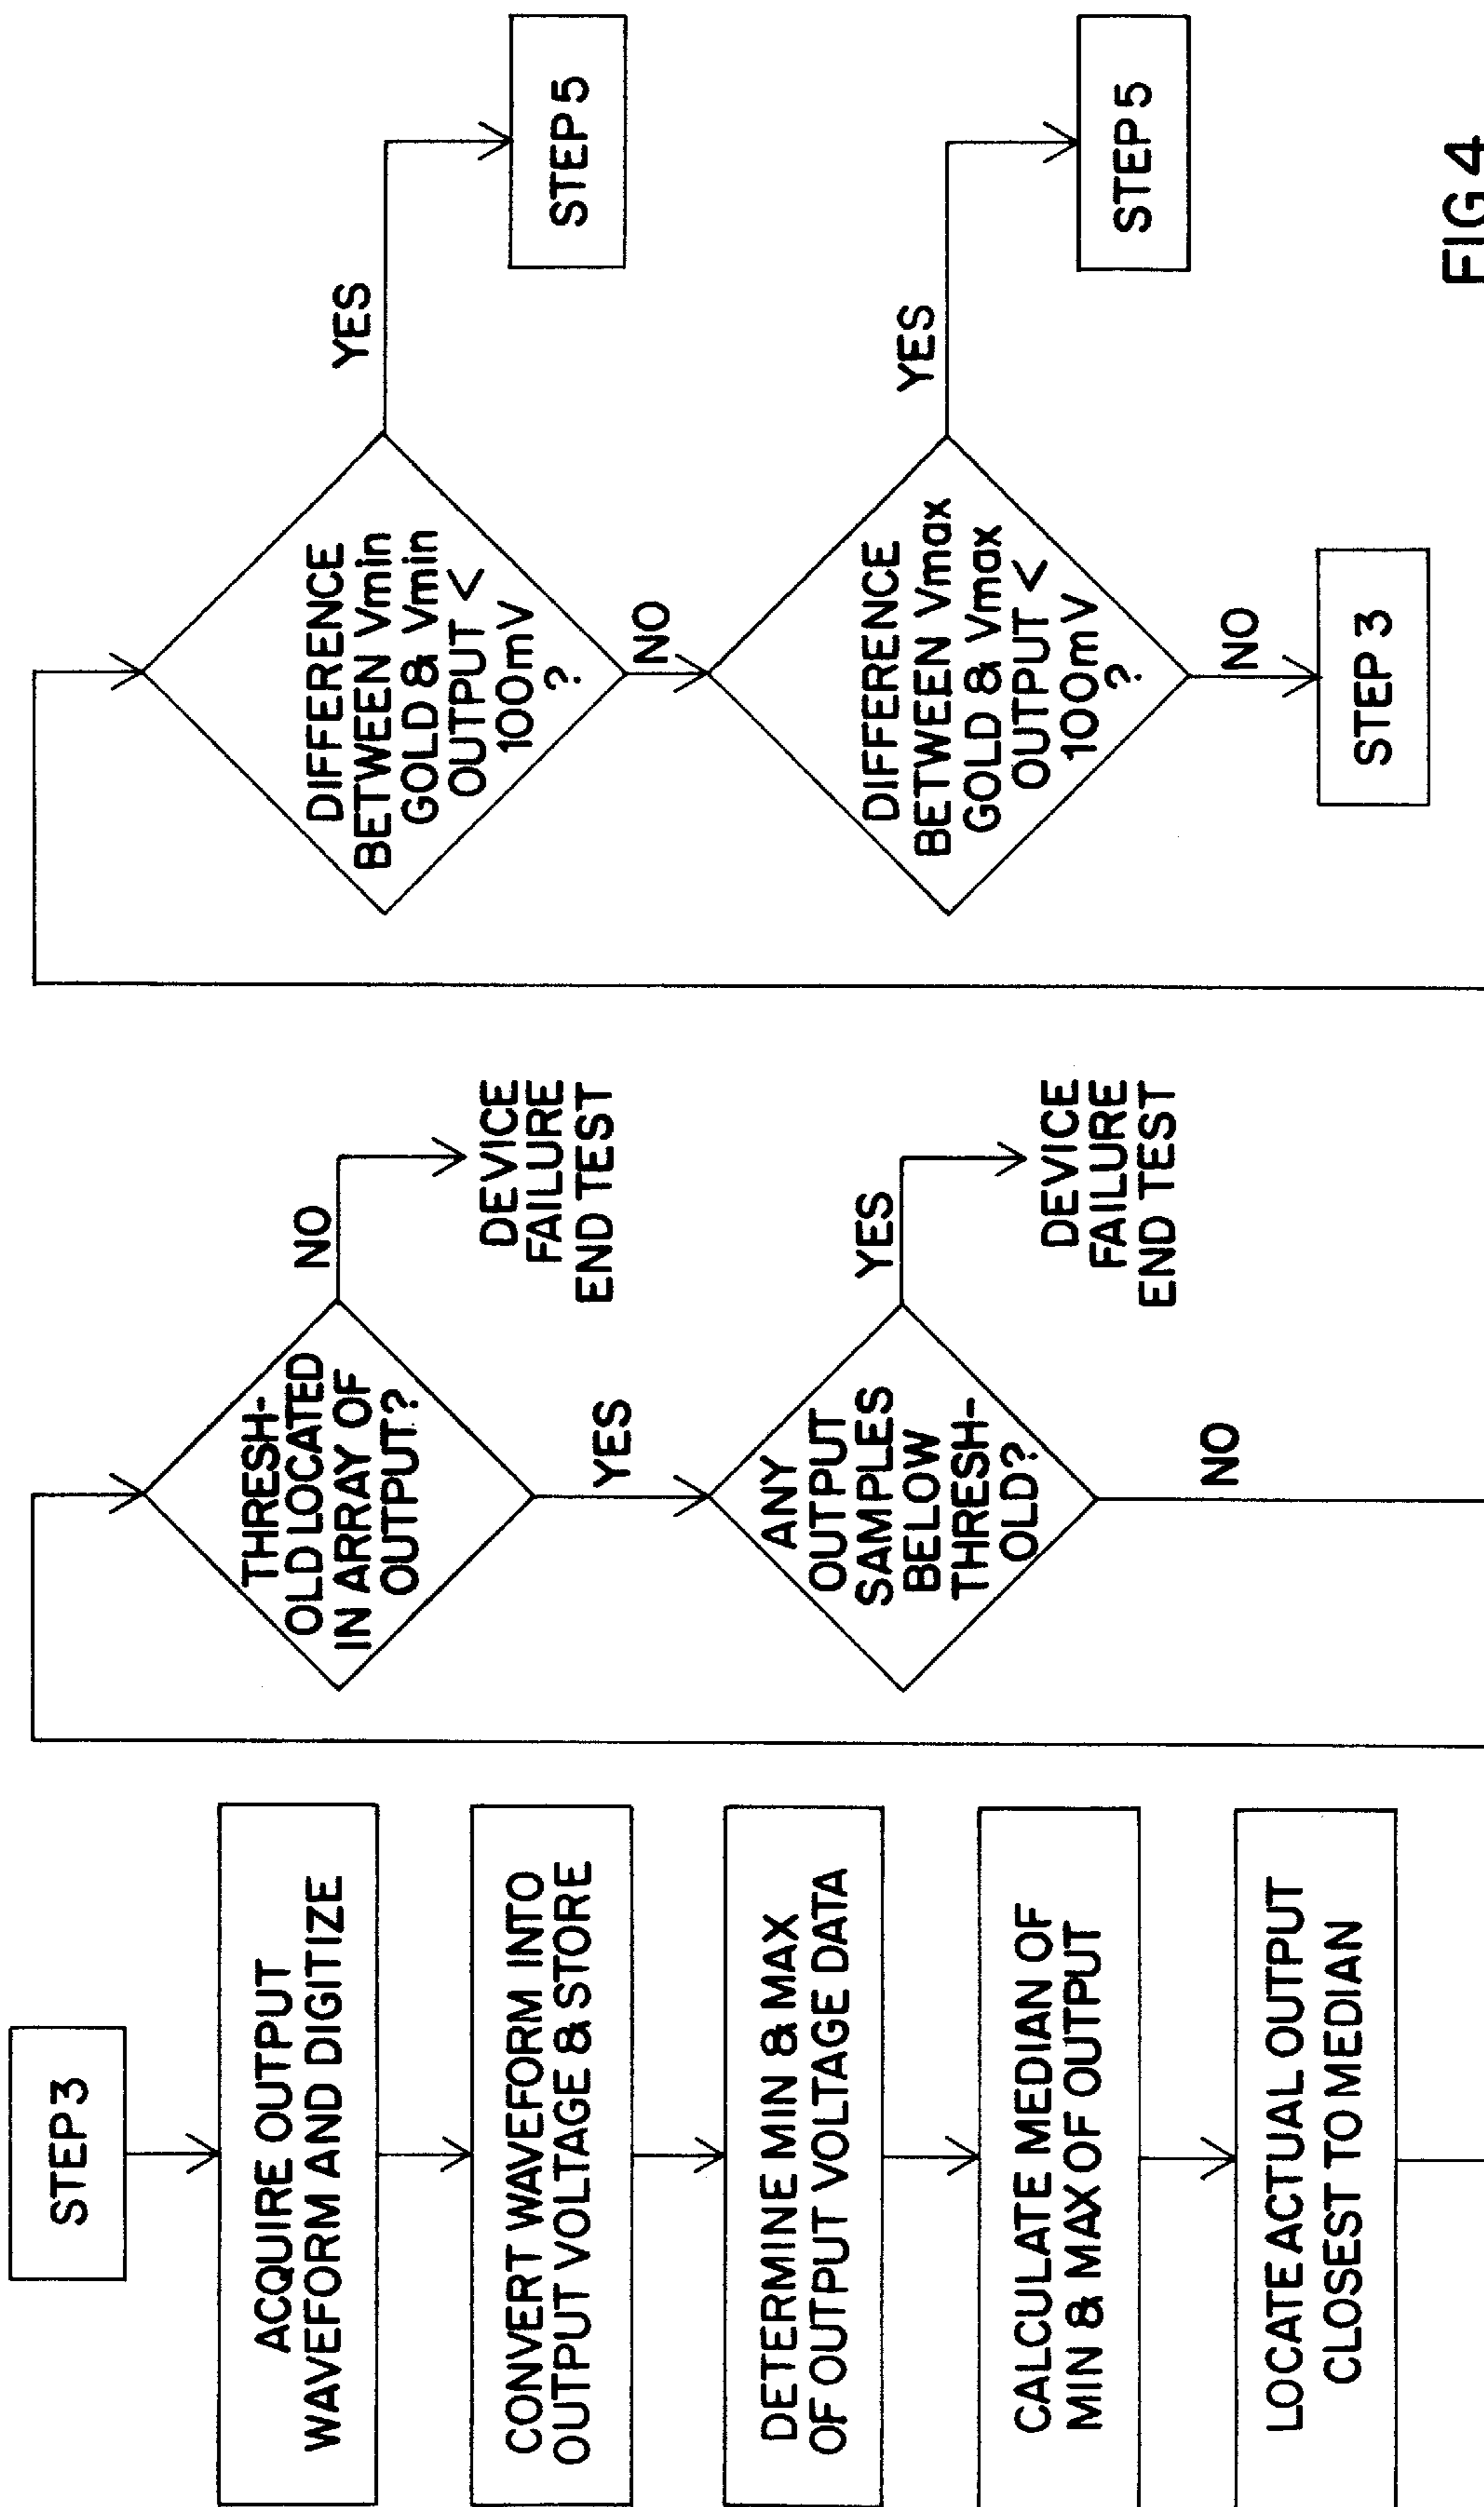 STEP 3
ACQUIRE OUTPUT
WAVEFORM AND DIGITIZE
CONVERT WAVEFORM INTO
OUTPUT VOLTAGE & STORE
DETERMINE MIN & MAX
OF OUTPUT VOLTAGE DATA
CALCULATE MEDIAN OF
MIN & MAX OF OUTPUT
LOCATE ACTUAL OUTPUT
CLOSEST TO MEDIAN
THRESH-
OLD LOCATED
IN ARRAY OF
OUTPUT?
NO
DEVICE
FAILURE
END TEST
YES
ANY
OUTPUT
SAMPLES
BELOW
THRESH-
OLD?
YES
DEVICE
FAILURE
END TEST
NO
DIFFERENCE
BETWEEN Vmin
GOLD & Vmin
OUTPUT <
100mV
?
YES
STEP 5
NO
DIFFERENCE
BETWEEN Vmax
GOLD & Vmax
OUTPUT <
100mV
?
YES
STEP 5
NO
STEP 3
FIG 4